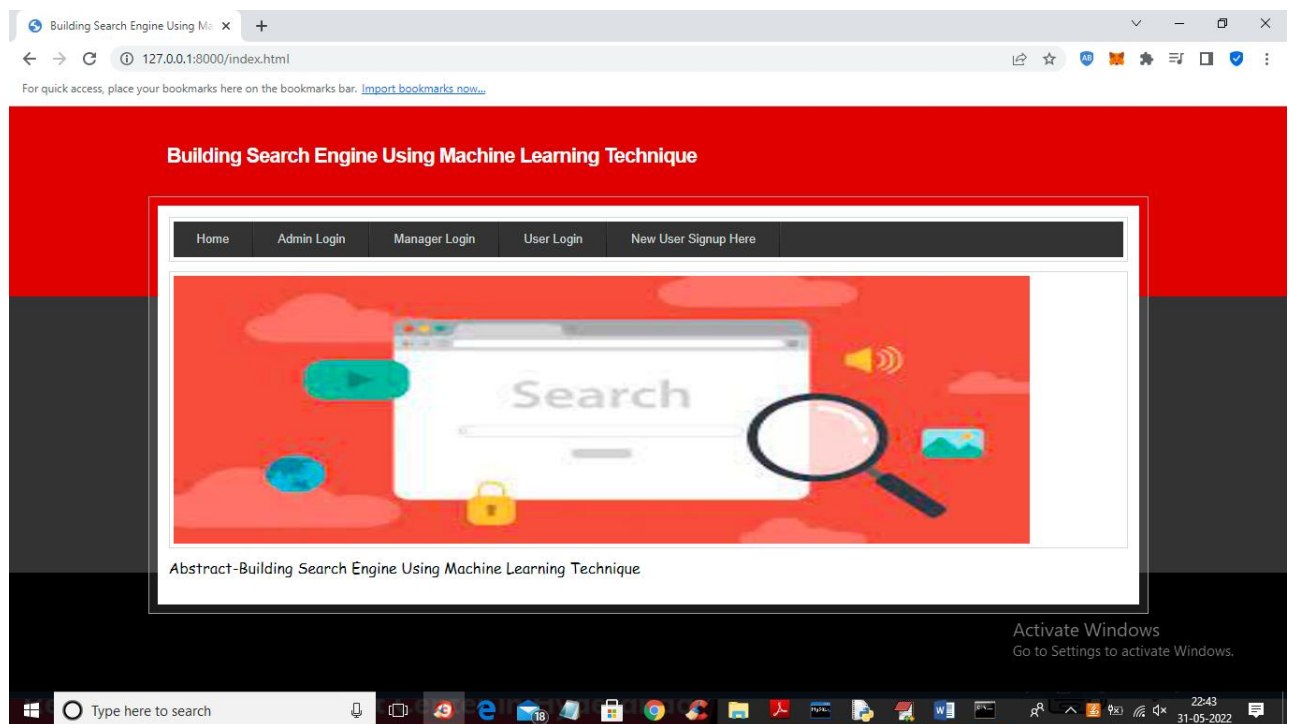 Building Search Engine Using Ma
127.0.0.1:8000/index.html
For quick access, place your bookmarks here on the bookmarks bar. Import bookmarks now...
Building Search Engine Using Machine Learning Technique
Home Admin Login Manager Login User Login New User Signup Here
Search
Abstract-Building Search Engine Using Machine Learning Technique
Activate Windows
Go to Settings to activate Windows.
Type here to search
18
22:43
31-05-2022